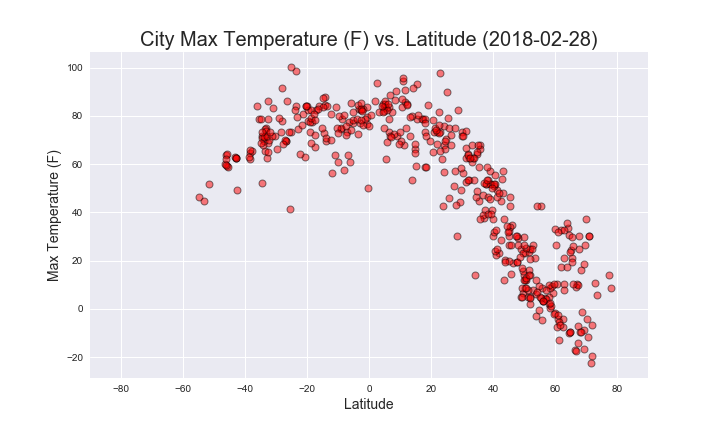 City Max Temperature (F) vs. Latitude (2018-02-28)
100
80
60
40
20
0
−20
Max Temperature (F)
−80 −60 −40 −20 0 20 40 60 80
Latitude